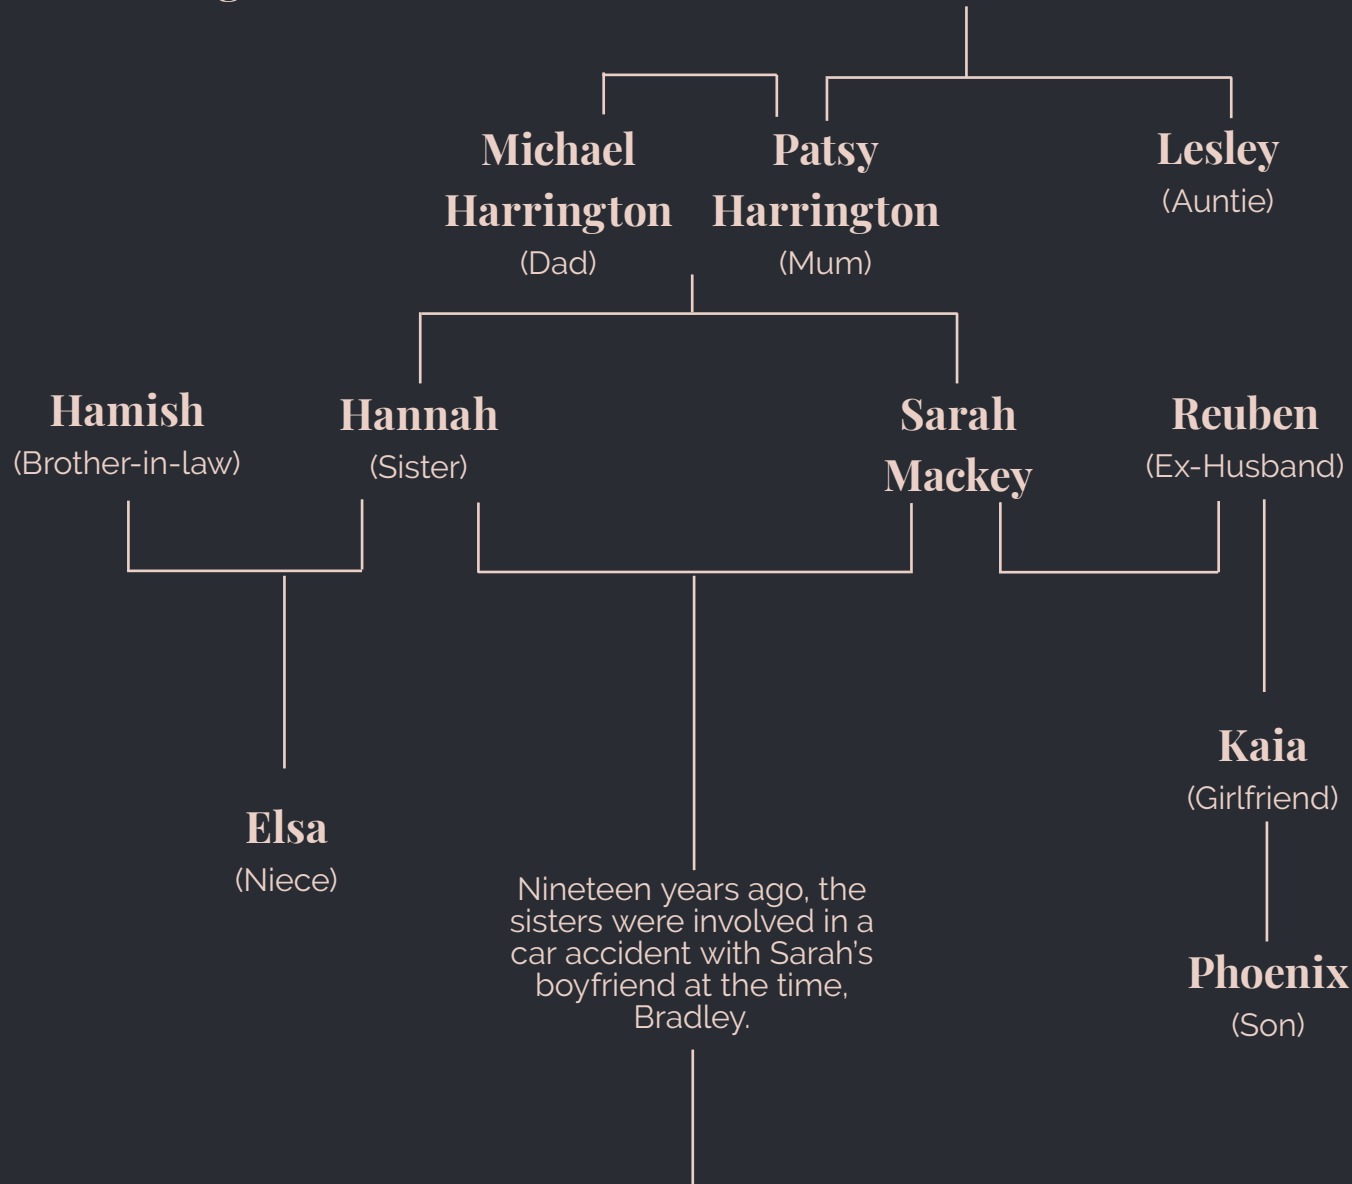 Michael
Harrington
(Dad)
Patsy
Harrington
(Mum)
Lesley
(Auntie)
Hamish
(Brother-in-law)
Hannah
(Sister)
Sarah
Mackey
Reuben
(Ex-Husband)
Kaia
(Girlfriend)
Elsa
(Niece)
Nineteen years ago, the
sisters were involved in a
car accident with Sarah's
boyfriend at the time,
Bradley.
Phoenix
(Son)